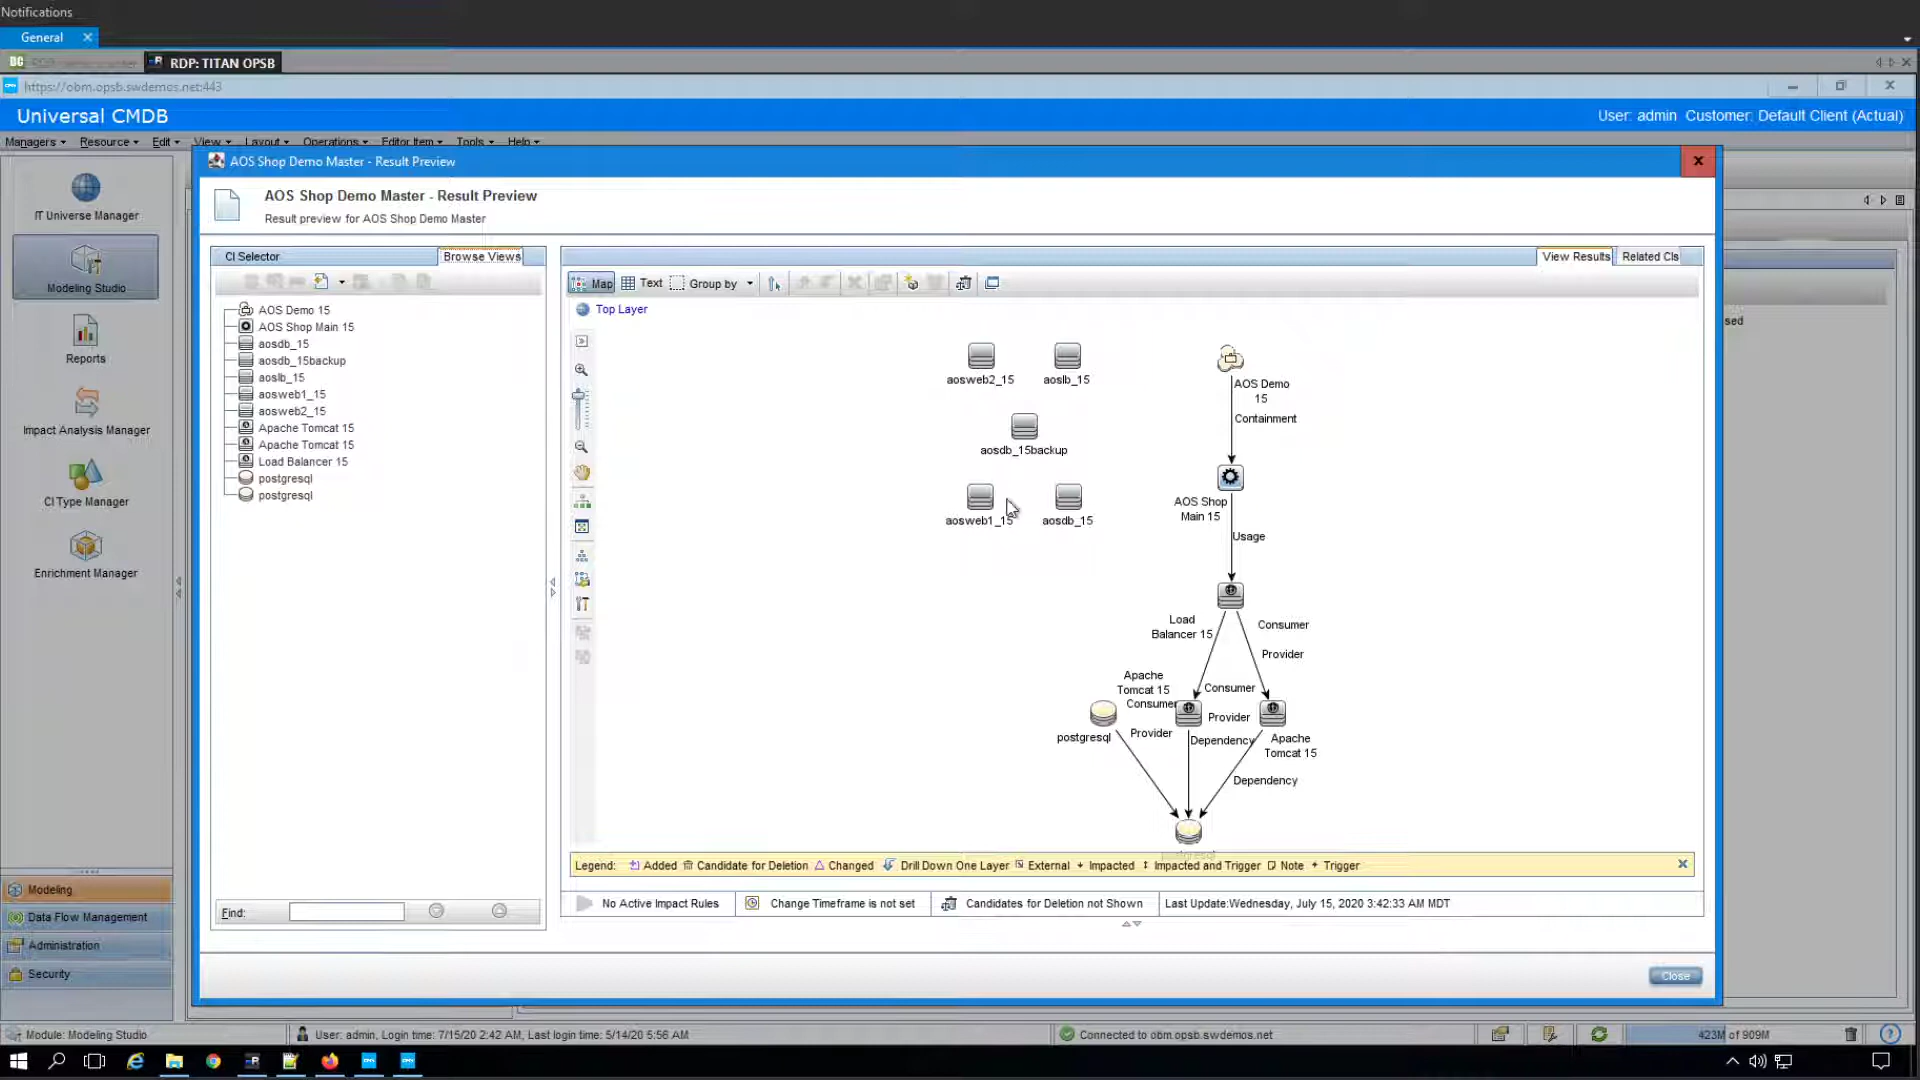 Notifications
General
RDP: TITAN OPSB
https://obm.opsb.swdemos.net:443
Universal CMDB
User: admin Customer: Default Client (Actual)
Managers Resource Edit View Layout Operations Editor Item Tools Help
AOS Shop Demo Master - Result Preview
AOS Shop Demo Master - Result Preview
Result preview for AOS Shop Demo Master
IT Universe Manager
Modeling Studio
Reports
Impact Analysis Manager
CI Type Manager
Enrichment Manager
Modeling
Data Flow Management
Administration
Security
CI Selector
Browse Views
AOS Demo 15
AOS Shop Main 15
aosdb_15
aosdb_15backup
aoslb_15
aosweb1_15
aosweb2_15
Apache Tomcat 15
Apache Tomcat 15
Load Balancer 15
postgresql
postgresql
Find:
View Results
Related CIs
Map Text Group by
Top Layer
aosweb2_15
aoslb_15
aosdb_15backup
aosweb1_15
aosdb_15
AOS Demo
15
Containment
AOS Shop
Main 15
Usage
Load
Balancer 15
Consumer
Provider
Apache
Tomcat 15
Consumer
Consumer
Provider
Provider
postgresql
Dependency
Apache
Tomcat 15
Dependency
Legend: Added Candidate for Deletion Changed Drill Down One Layer External Impacted Impacted and Trigger Note Trigger
No Active Impact Rules
Change Timeframe is not set
Candidates for Deletion not Shown
Last Update:Wednesday, July 15, 2020 3:42:33 AM MDT
Close
sed
Module: Modeling Studio
User: admin, Login time: 7/15/20 2:42 AM, Last login time: 5/14/20 5:56 AM
Connected to obm.opsb.swdemos.net
423M of 909M